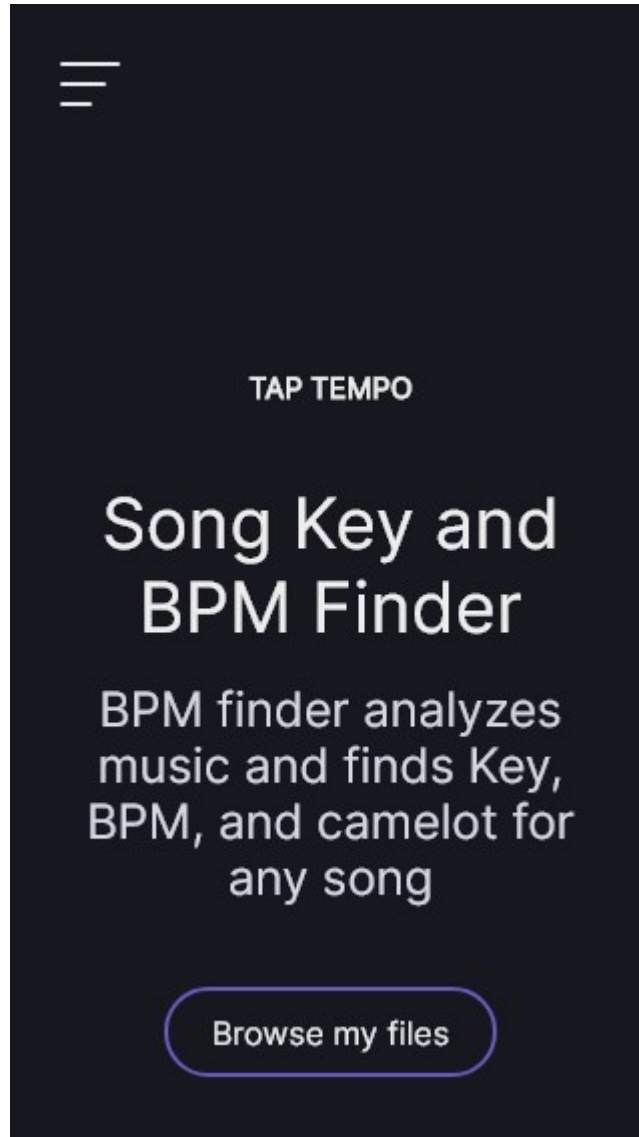 TAP TEMPO
Song Key and
BPM Finder
BPM finder analyzes
music and finds Key,
BPM, and camelot for
any song
Browse my files